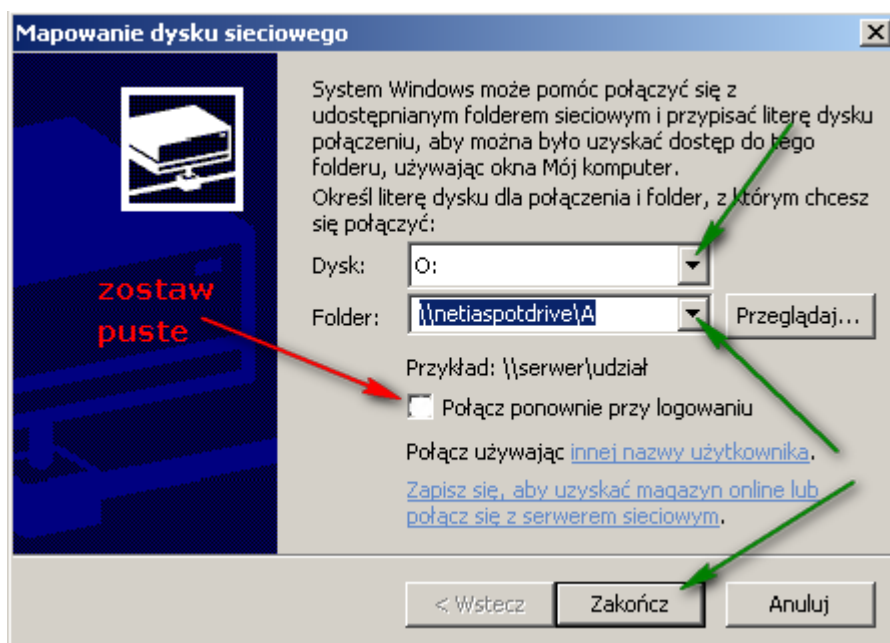 Mapowanie dysku sieciowego
System Windows może pomóc połączyć się z
udostępnianym folderem sieciowym i przypisać literę dysku
połączeniu, aby można było uzyskać dostęp do tego
folderu, używając okna Mój komputer.
Określ literę dysku dla połączenia i folder, z którym chcesz
się połączyć:
Dysk: O:
zostaw
puste
Folder: \\netiaspotdrive\A Przeglądaj...
Przykład: \\serwer\udział
Połącz ponownie przy logowaniu
Połącz używając innej nazwy użytkownika.
Zapisz się, aby uzyskać magazyn online lub
połącz się z serwerem sieciowym.
< Wstecz Zakończ Anuluj